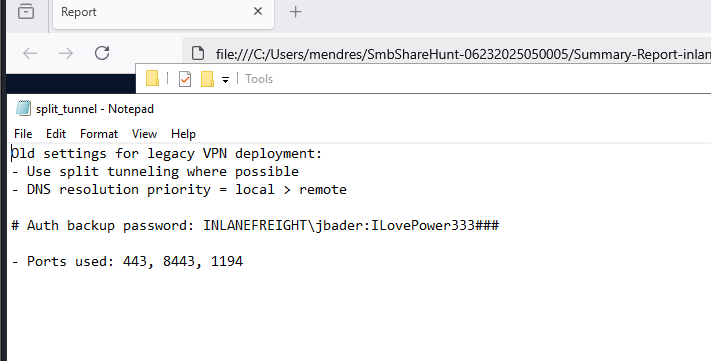 Report
file:///C:/Users/mendres/SmbShareHunt-06232025050005/Summary-Report-inlan
Tools
split_tunnel - Notepad
File Edit Format View Help
Old settings for legacy VPN deployment:
- Use split tunneling where possible
- DNS resolution priority = local > remote
# Auth backup password: INLANEFREIGHT\jbader:ILovePower333###
- Ports used: 443, 8443, 1194